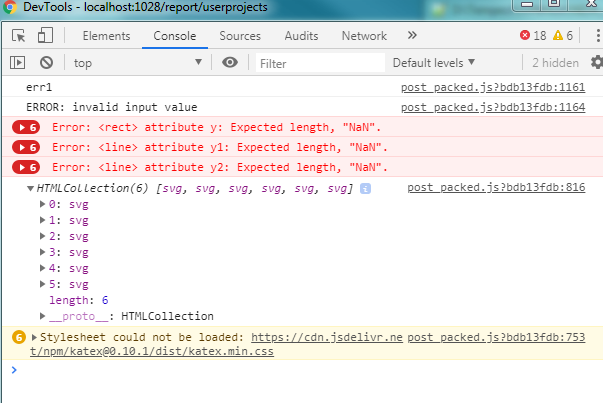 DevTools - localhost:1028/report/userprojects
Elements Console Sources Audits Network » 18 6
top Filter Default levels 2 hidden
err1 post_packed.js?bdb13fdb:1161
ERROR: invalid input value post_packed.js?bdb13fdb:1164
6 Error: <rect> attribute y: Expected length, "NaN".
6 Error: <line> attribute y1: Expected length, "NaN".
6 Error: <line> attribute y2: Expected length, "NaN".
HTMLCollection(6) [svg, svg, svg, svg, svg, svg] i post_packed.js?bdb13fdb:816
0: svg
1: svg
2: svg
3: svg
4: svg
5: svg
length: 6
__proto__: HTMLCollection
6 Stylesheet could not be loaded: https://cdn.jsdelivr.ne post_packed.js?bdb13fdb:753
t/npm/katex@0.10.1/dist/katex.min.css